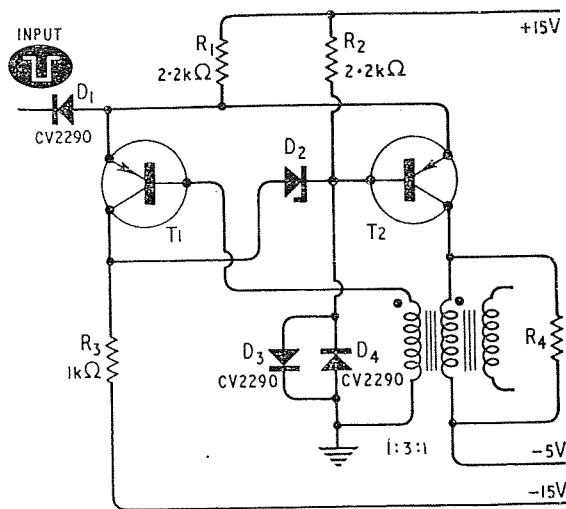 INPUT
D1
CV2290
R1
2·2kΩ
R2
2·2kΩ
+15V
D2
T1
T2
R3
1kΩ
D3
CV2290
D4
CV2290
R4
1:3:1
−5V
−15V